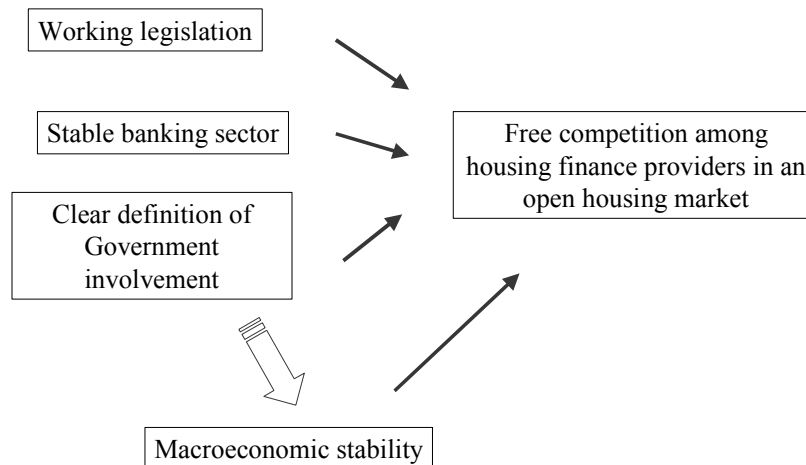 Working legislation
Stable banking sector
Clear definition of
Government
involvement
Free competition among
housing finance providers in an
open housing market
Macroeconomic stability